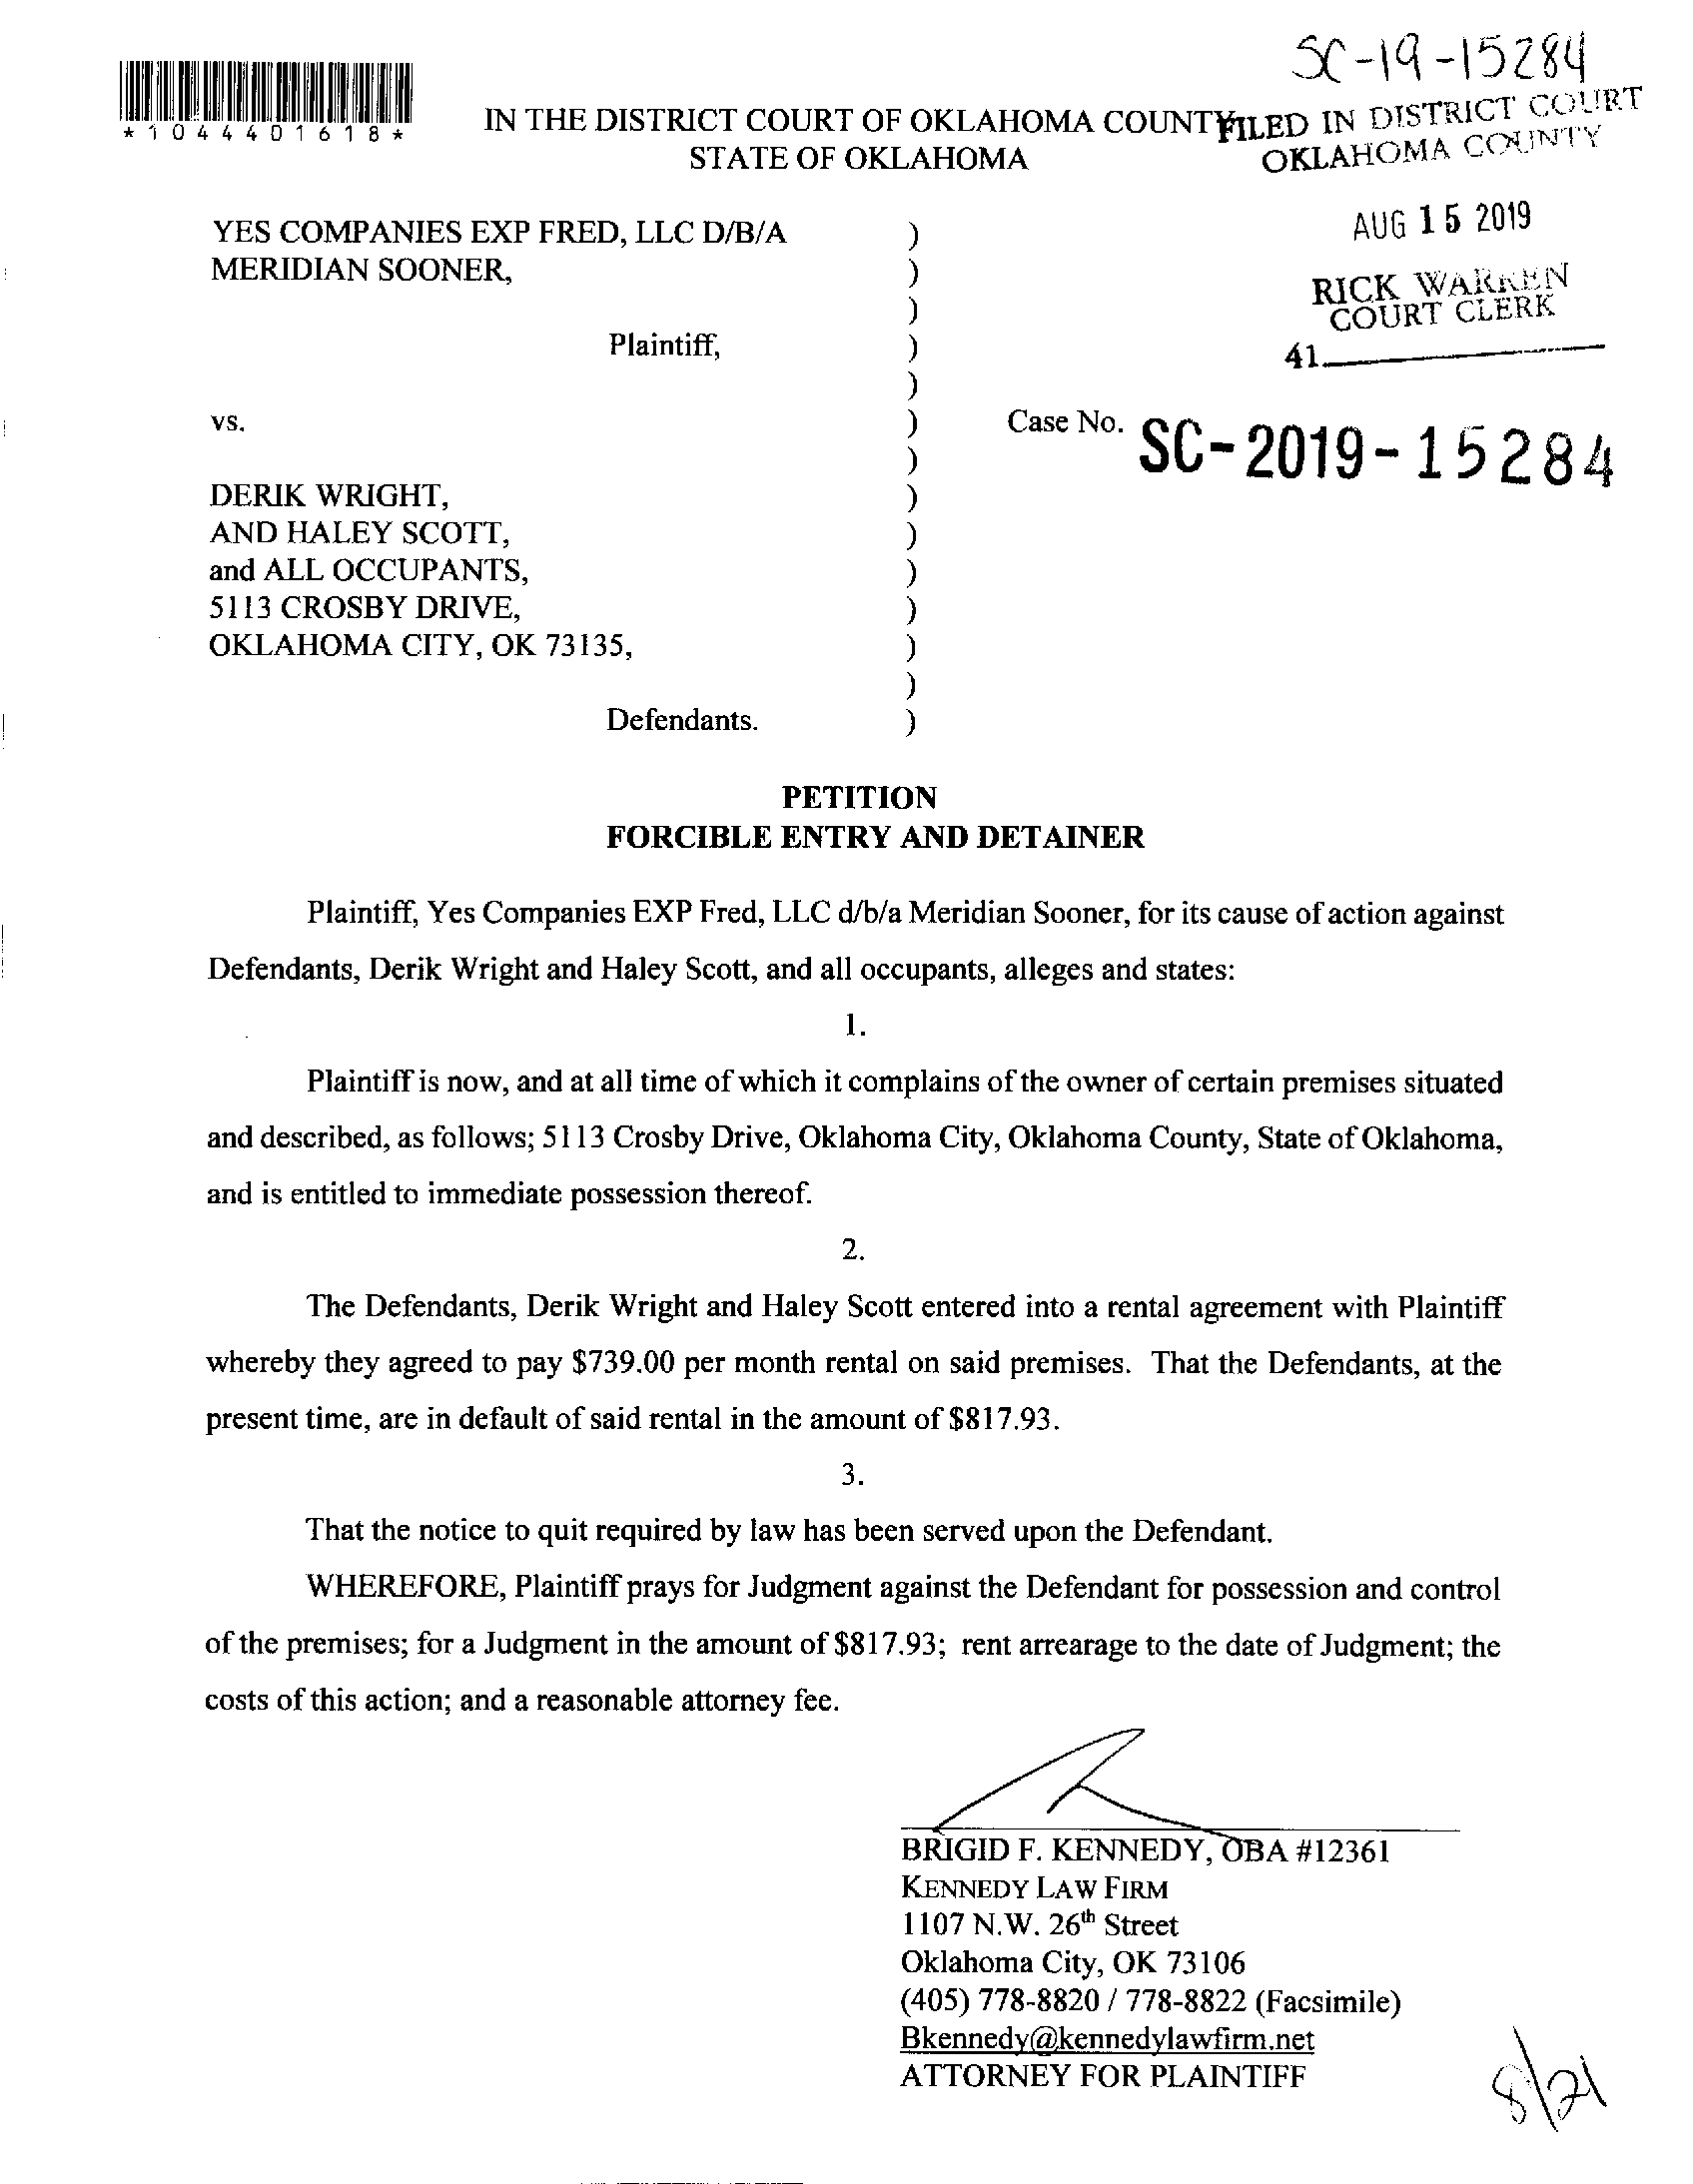 SC-19-15284
*1044401618*
IN THE DISTRICT COURT OF OKLAHOMA COUNTY
STATE OF OKLAHOMA
FILED IN DISTRICT COURT
OKLAHOMA COUNTY
AUG 15 2019
RICK WARREN
COURT CLERK
41
YES COMPANIES EXP FRED, LLC D/B/A )
MERIDIAN SOONER, )
)
Plaintiff, )
)
vs. ) Case No. SC-2019-15284
)
DERIK WRIGHT, )
AND HALEY SCOTT, )
and ALL OCCUPANTS, )
5113 CROSBY DRIVE, )
OKLAHOMA CITY, OK 73135, )
)
Defendants. )
PETITION
FORCIBLE ENTRY AND DETAINER
Plaintiff, Yes Companies EXP Fred, LLC d/b/a Meridian Sooner, for its cause of action against
Defendants, Derik Wright and Haley Scott, and all occupants, alleges and states:
1.
Plaintiff is now, and at all time of which it complains of the owner of certain premises situated
and described, as follows; 5113 Crosby Drive, Oklahoma City, Oklahoma County, State of Oklahoma,
and is entitled to immediate possession thereof.
2.
The Defendants, Derik Wright and Haley Scott entered into a rental agreement with Plaintiff
whereby they agreed to pay $739.00 per month rental on said premises. That the Defendants, at the
present time, are in default of said rental in the amount of $817.93.
3.
That the notice to quit required by law has been served upon the Defendant.
WHEREFORE, Plaintiff prays for Judgment against the Defendant for possession and control
of the premises; for a Judgment in the amount of $817.93; rent arrearage to the date of Judgment; the
costs of this action; and a reasonable attorney fee.
BRIGID F. KENNEDY, OBA #12361
KENNEDY LAW FIRM
1107 N.W. 26th Street
Oklahoma City, OK 73106
(405) 778-8820 / 778-8822 (Facsimile)
Bkennedy@kennedylawfirm.net
ATTORNEY FOR PLAINTIFF
8/21